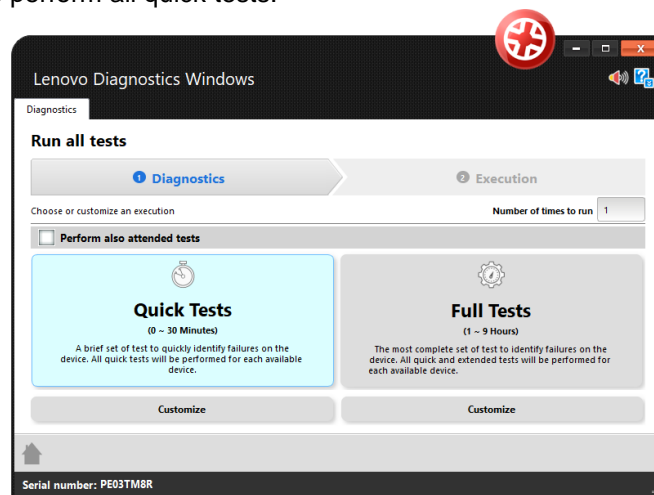 perform all quick tests.
Lenovo Diagnostics Windows
Diagnostics
Run all tests
1 Diagnostics
2 Execution
Choose or customize an execution
Number of times to run 1
Perform also attended tests
Quick Tests
(0 ~ 30 Minutes)
A brief set of test to quickly identify failures on the
device. All quick tests will be performed for each available
device.
Full Tests
(1 ~ 9 Hours)
The most complete set of test to identify failures on the
device. All quick and extended tests will be performed for
each available device.
Customize
Customize
Serial number: PE03TM8R